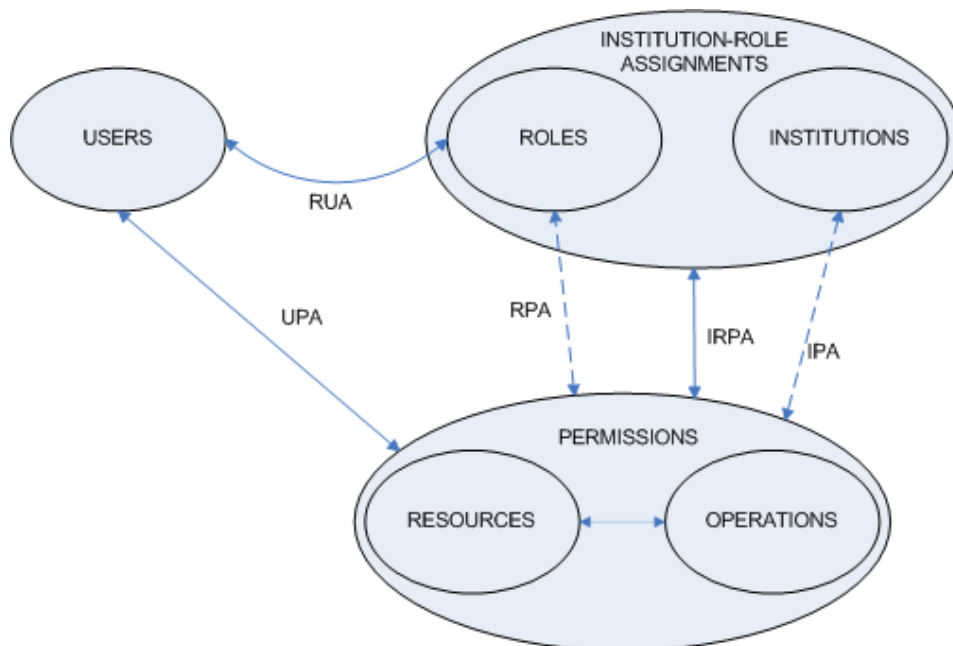 INSTITUTION-ROLE
ASSIGNMENTS
USERS
ROLES
INSTITUTIONS
RUA
UPA
RPA
IRPA
IPA
PERMISSIONS
RESOURCES
OPERATIONS